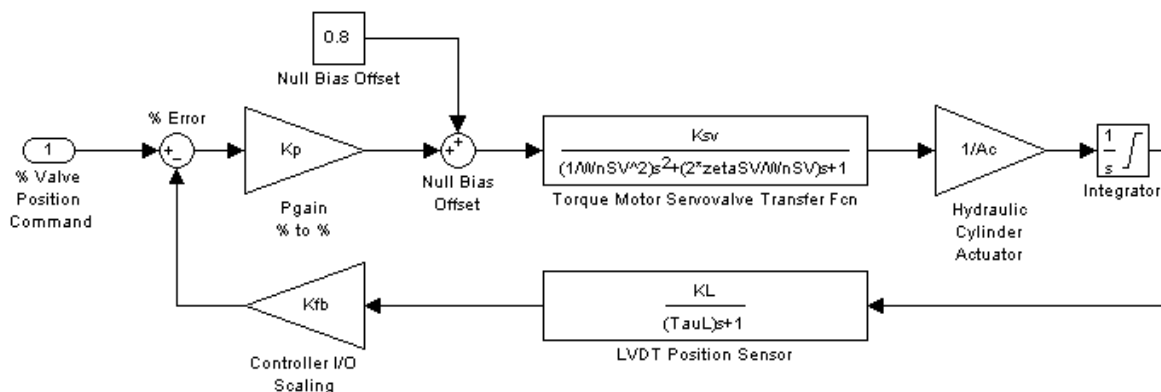 0.8
Null Bias Offset
% Error
1
% Valve
Position
Command
+
−
Kp
Pgain
% to %
+
+
Null Bias
Offset
Ksv
(1/WnSV^2)s2+(2*zetaSV/WnSV)s+1
Torque Motor Servovalve Transfer Fcn
1/Ac
Hydraulic
Cylinder
Actuator
1
s
Integrator
Kfb
Controller I/O
Scaling
KL
(TauL)s+1
LVDT Position Sensor